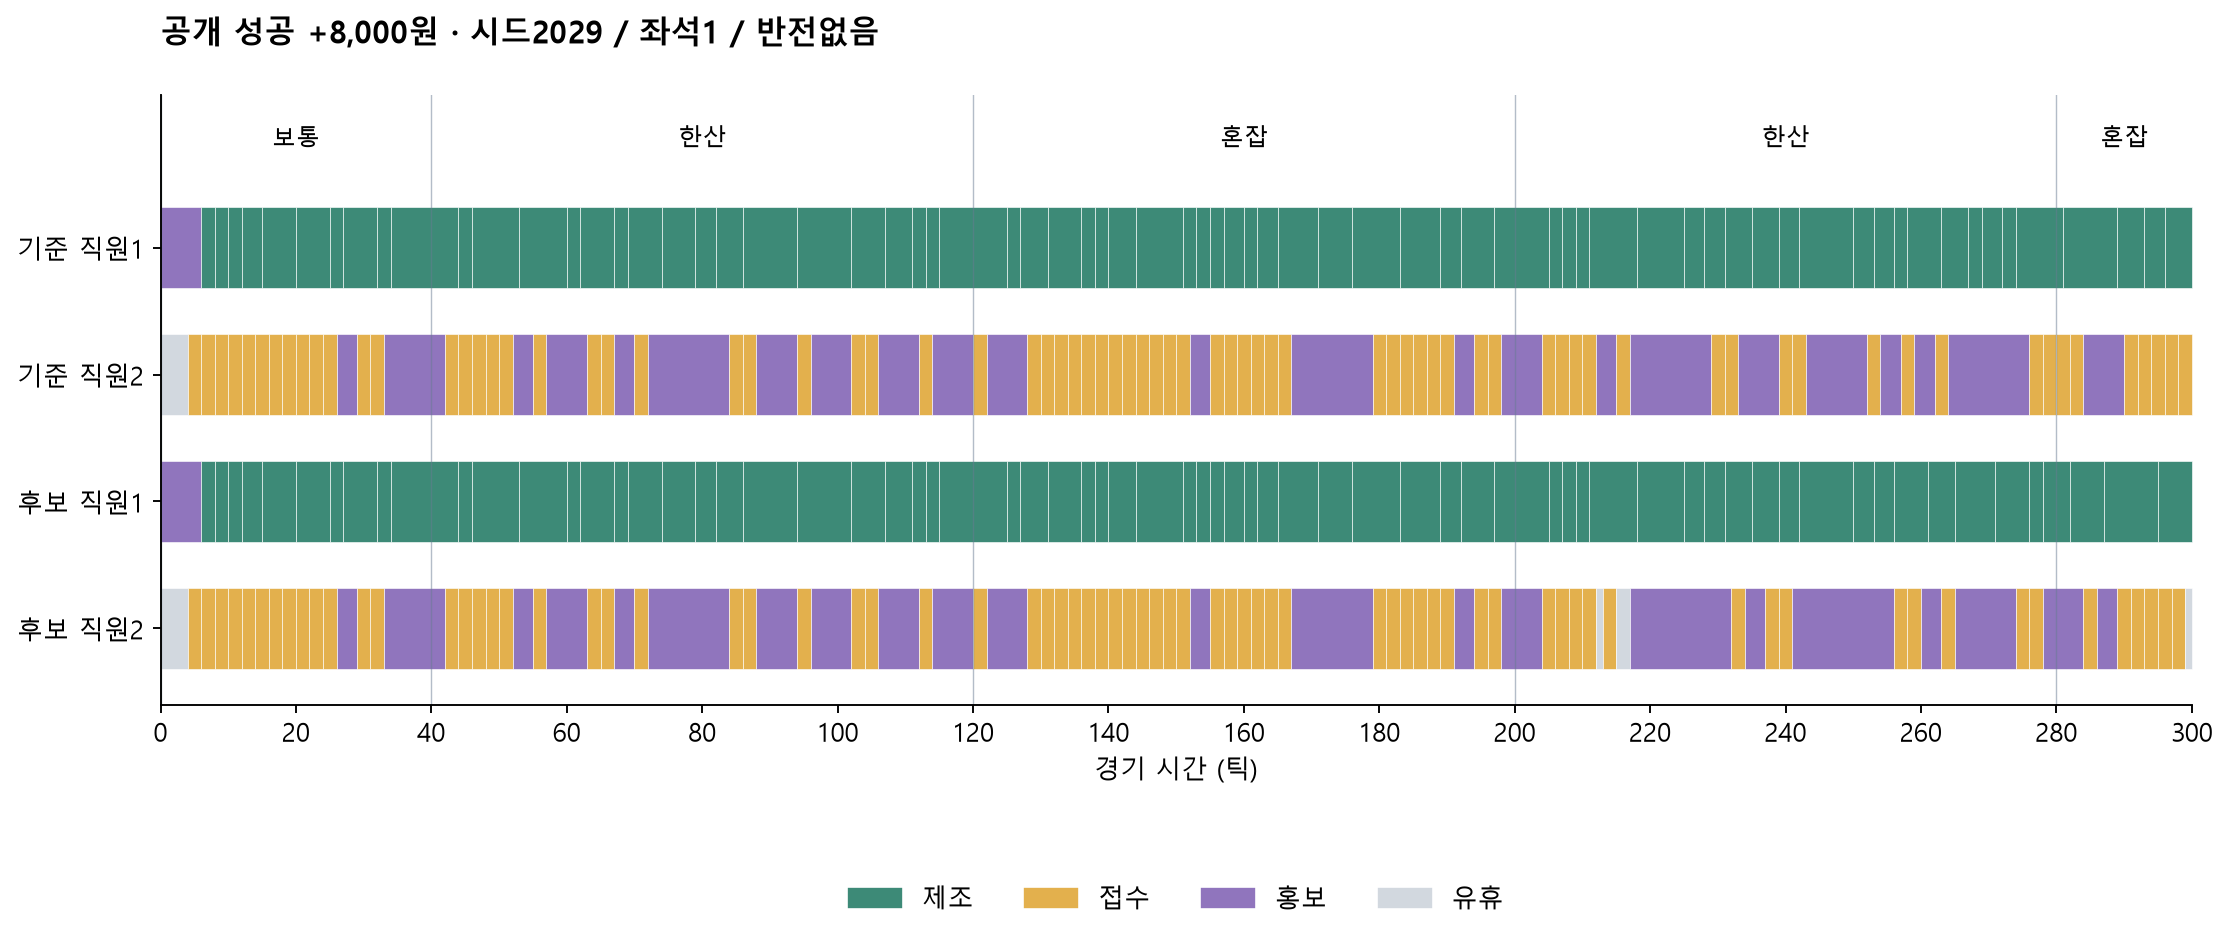 공개 성공 +8,000원 · 시드2029 / 좌석1 / 반전없음
보통 한산 혼잡 한산 혼잡
기준 직원1
기준 직원2
후보 직원1
후보 직원2
0 20 40 60 80 100 120 140 160 180 200 220 240 260 280 300
경기 시간 (틱)
제조 접수 홍보 유휴